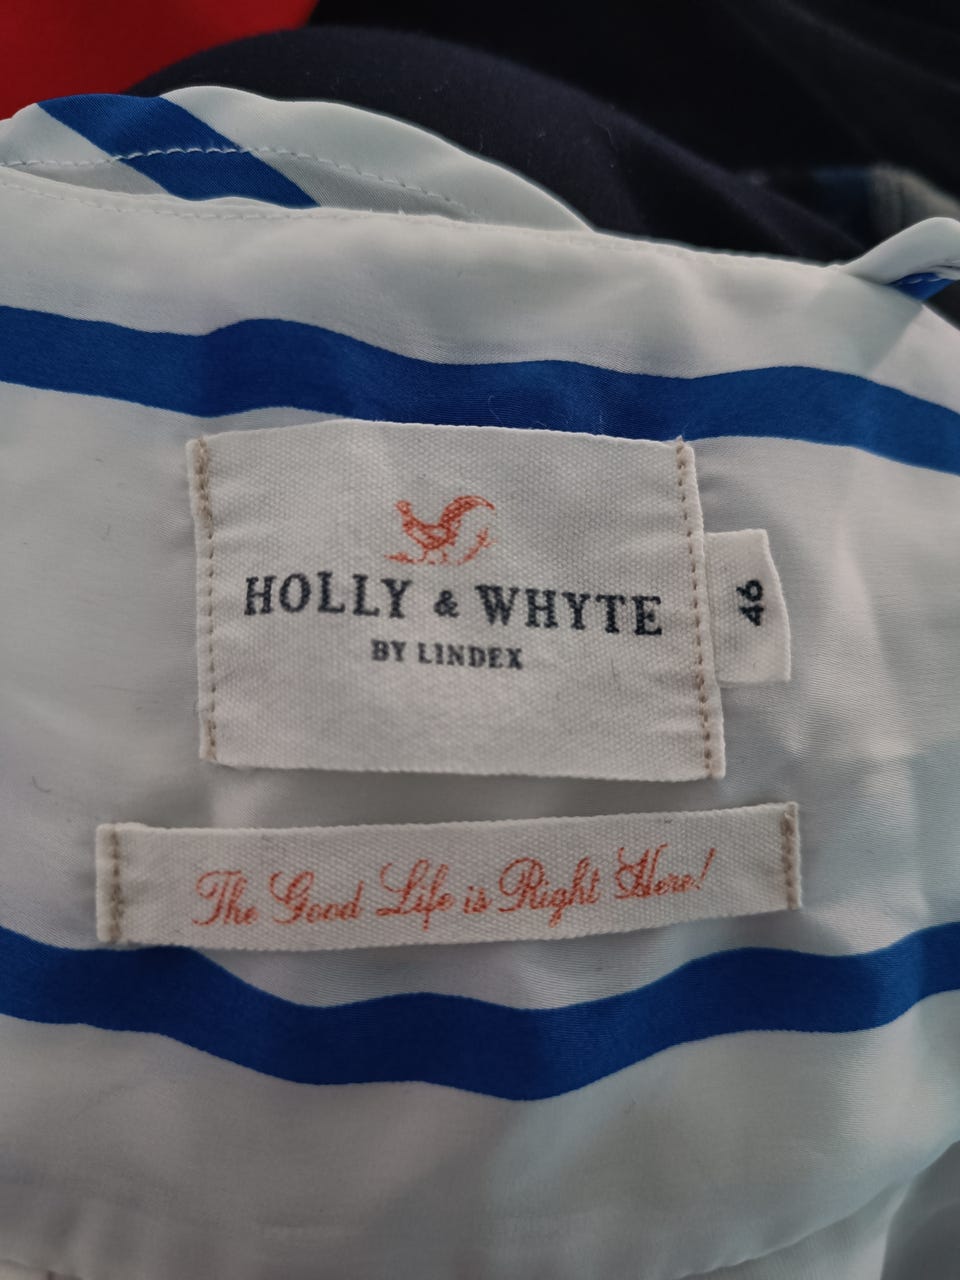 HOLLY & WHYTE
BY LINDEX
46
The Good Life is Right Here!